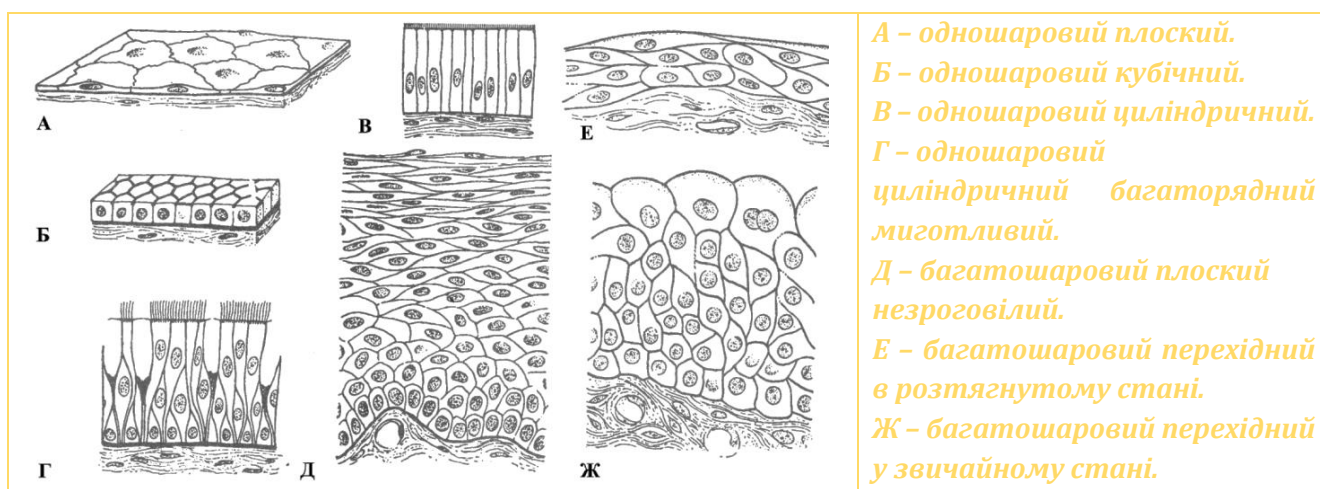 А
Б
Г
В
Д
Е
Ж
А – одношаровий плоский.
Б – одношаровий кубічний.
В – одношаровий циліндричний.
Г – одношаровий
циліндричний багаторядний
миготливий.
Д – багатошаровий плоский
незроговілий.
Е – багатошаровий перехідний
в розтягнутому стані.
Ж – багатошаровий перехідний
у звичайному стані.